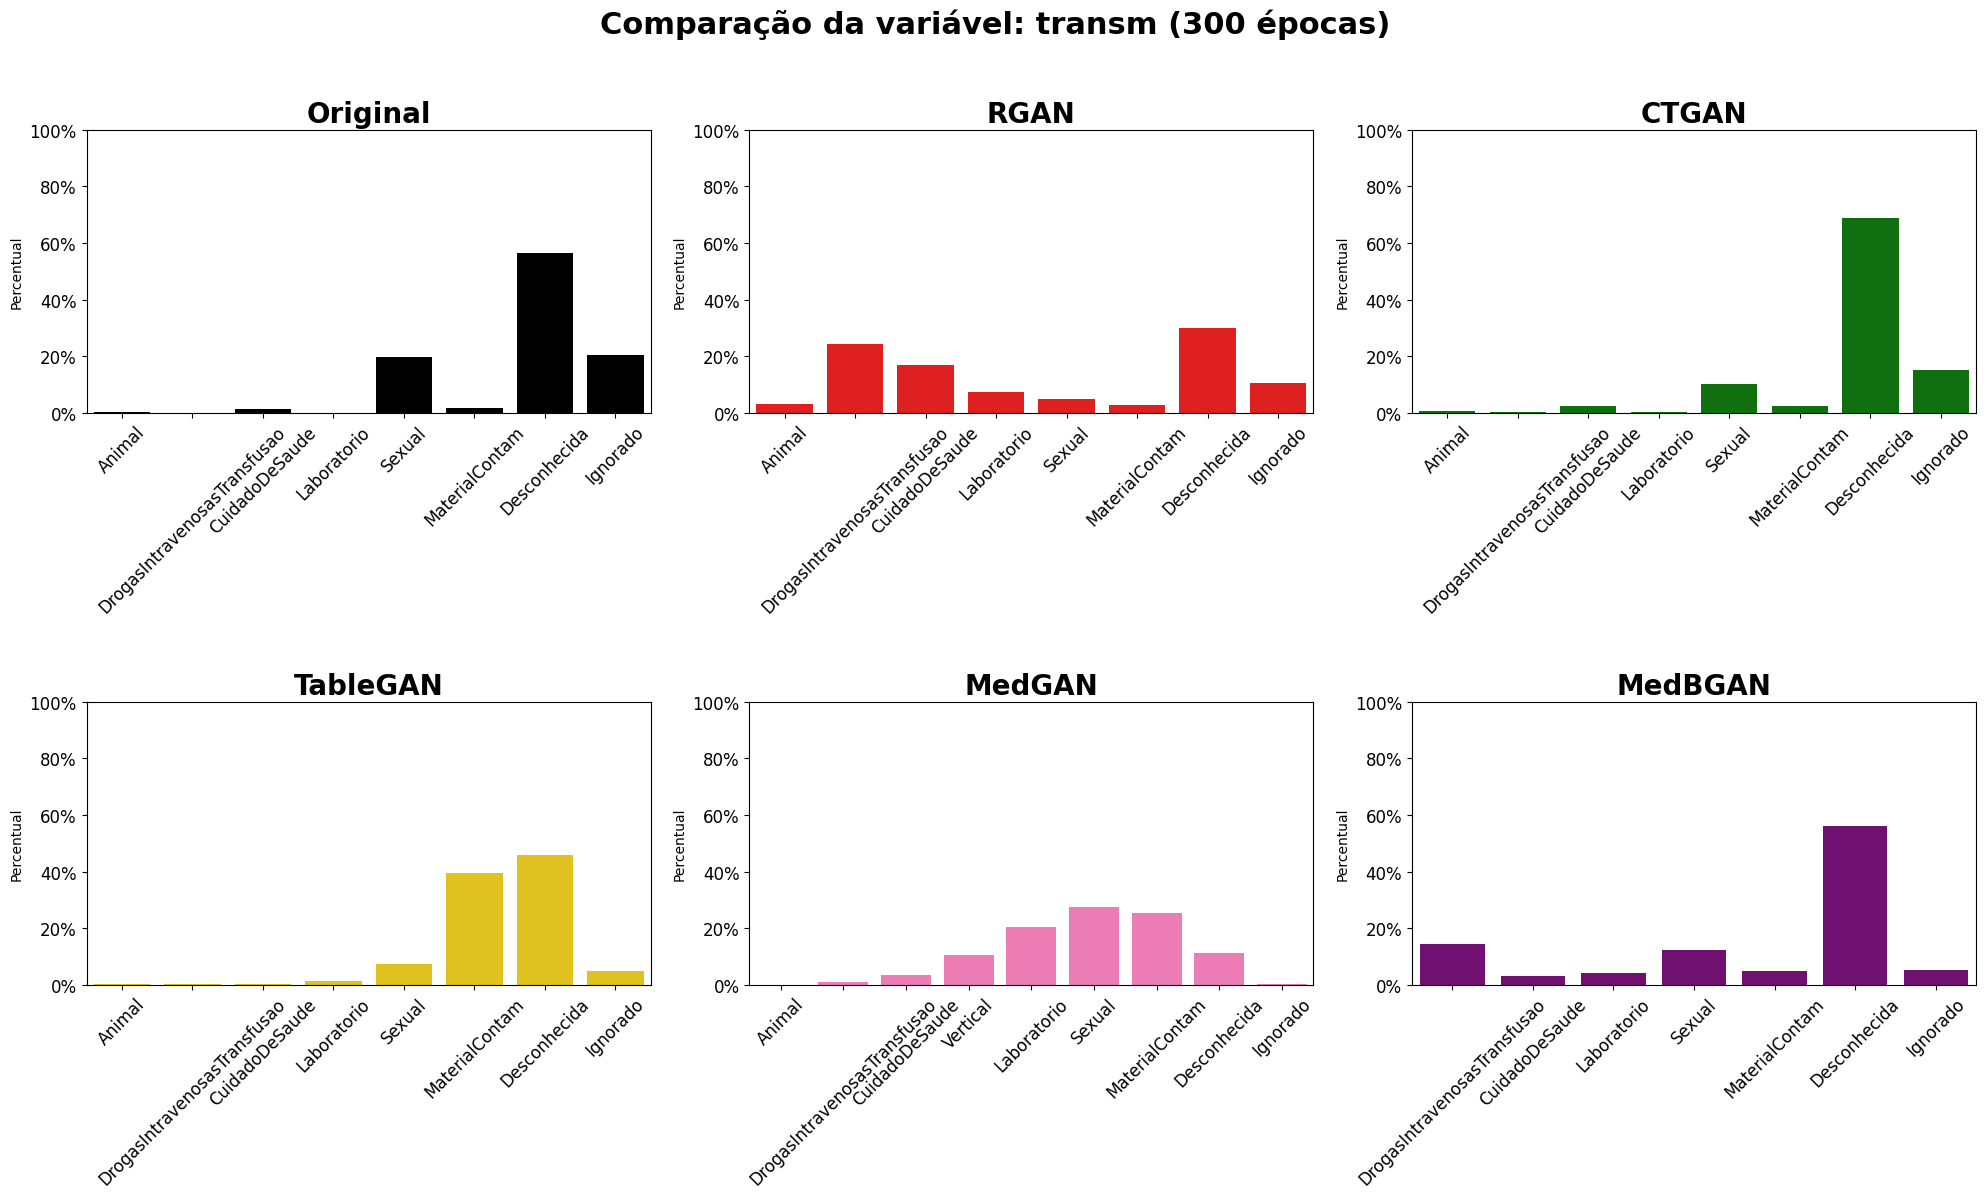 Comparação da variável: transm (300 épocas)
Original
100%
80%
60%
40%
20%
0%
Percentual
Animal
DrogasIntravenosasTransfusao
CuidadoDeSaude
Laboratorio
Sexual
MaterialContam
Desconhecida
Ignorado
RGAN
100%
80%
60%
40%
20%
0%
Percentual
Animal
DrogasIntravenosasTransfusao
CuidadoDeSaude
Laboratorio
Sexual
MaterialContam
Desconhecida
Ignorado
CTGAN
100%
80%
60%
40%
20%
0%
Percentual
Animal
DrogasIntravenosasTransfusao
CuidadoDeSaude
Laboratorio
Sexual
MaterialContam
Desconhecida
Ignorado
TableGAN
100%
80%
60%
40%
20%
0%
Percentual
Animal
DrogasIntravenosasTransfusao
CuidadoDeSaude
Laboratorio
Sexual
MaterialContam
Desconhecida
Ignorado
MedGAN
100%
80%
60%
40%
20%
0%
Percentual
Animal
DrogasIntravenosasTransfusao
CuidadoDeSaude
Vertical
Laboratorio
Sexual
MaterialContam
Desconhecida
Ignorado
MedBGAN
100%
80%
60%
40%
20%
0%
Percentual
DrogasIntravenosasTransfusao
CuidadoDeSaude
Laboratorio
Sexual
MaterialContam
Desconhecida
Ignorado